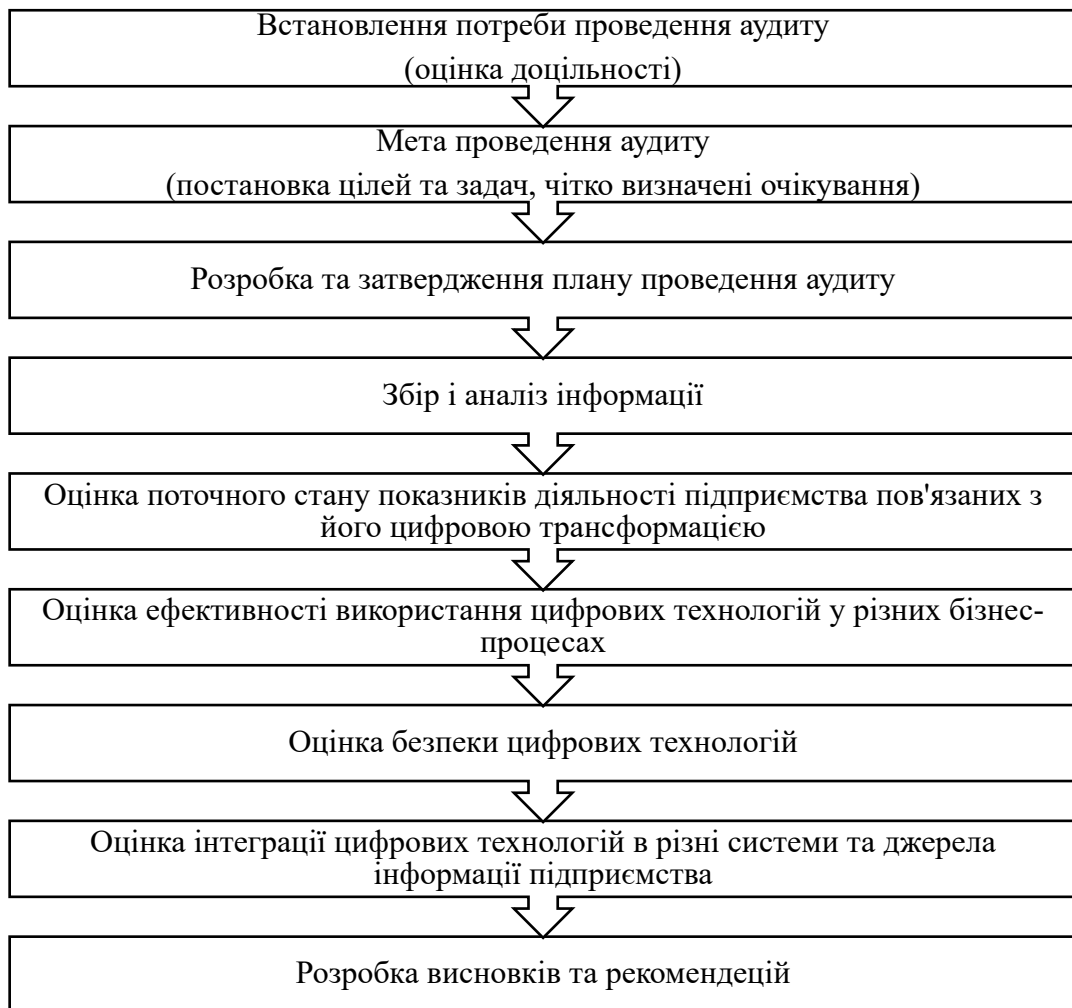 Встановлення потреби проведення аудиту
(оцінка доцільності)
Мета проведення аудиту
(постановка цілей та задач, чітко визначені очікування)
Розробка та затвердження плану проведення аудиту
Збір і аналіз інформації
Оцінка поточного стану показників діяльності підприємства пов'язаних з
його цифровою трансформацією
Оцінка ефективності використання цифрових технологій у різних бізнес-
процесах
Оцінка безпеки цифрових технологій
Оцінка інтеграції цифрових технологій в різні системи та джерела
інформації підприємства
Розробка висновків та рекомендецій